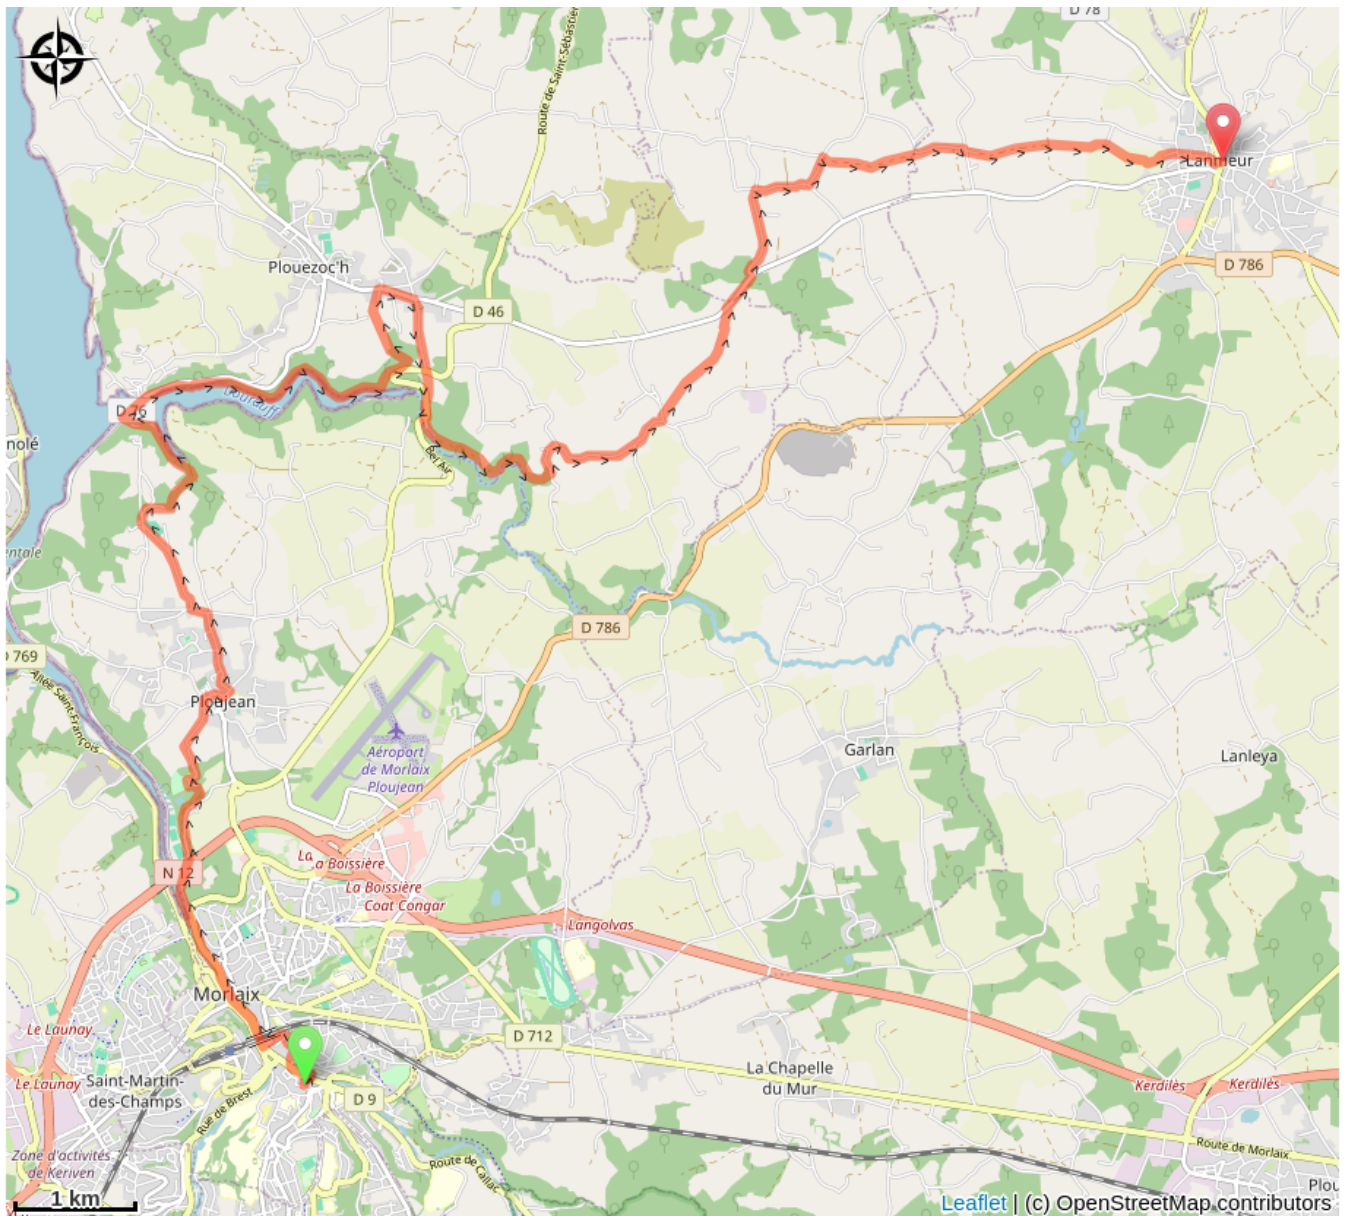 D 78
Route de Saint-Sébastien
Lanmeur
Plouezoc'h
D 786
D 46
Dourduff
Bel Air
D 786
D 769
Allée Saint-François
Ploujean
Aéroport
de Morlaix
Ploujean
Garlan
Lanleya
La Boissière
N 12
La Boissière
Coat Congar
Langolvas
Morlaix
Le Launay
D 712
La Chapelle
du Mur
Le Launay
Saint-Martin-
des-Champs
Rue de Brest
D 9
Kerdilès
Kerdilès
Route de Morlaix
Zone d'activités
de Keriven
Route de Callac
1 km
Plou
Leaflet | (c) OpenStreetMap contributors